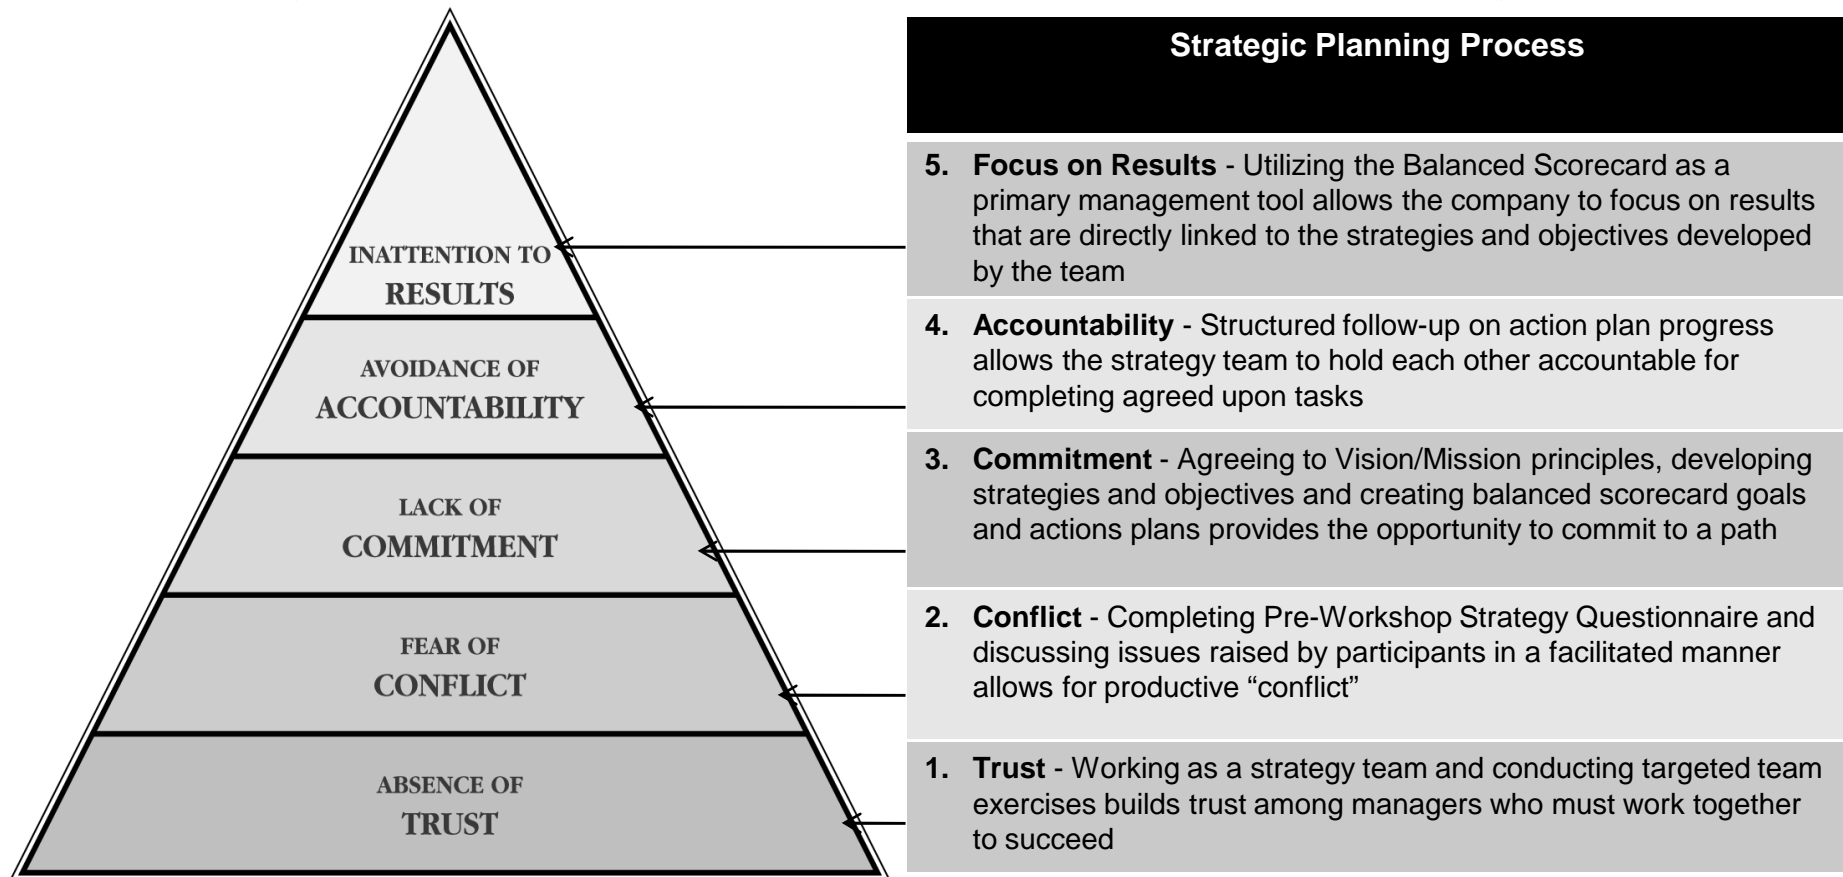 INATTENTION TO
RESULTS
AVOIDANCE OF
ACCOUNTABILITY
LACK OF
COMMITMENT
FEAR OF
CONFLICT
ABSENCE OF
TRUST
Strategic Planning Process
5. Focus on Results - Utilizing the Balanced Scorecard as a
primary management tool allows the company to focus on results
that are directly linked to the strategies and objectives developed
by the team
4. Accountability - Structured follow-up on action plan progress
allows the strategy team to hold each other accountable for
completing agreed upon tasks
3. Commitment - Agreeing to Vision/Mission principles, developing
strategies and objectives and creating balanced scorecard goals
and actions plans provides the opportunity to commit to a path
2. Conflict - Completing Pre-Workshop Strategy Questionnaire and
discussing issues raised by participants in a facilitated manner
allows for productive “conflict”
1. Trust - Working as a strategy team and conducting targeted team
exercises builds trust among managers who must work together
to succeed